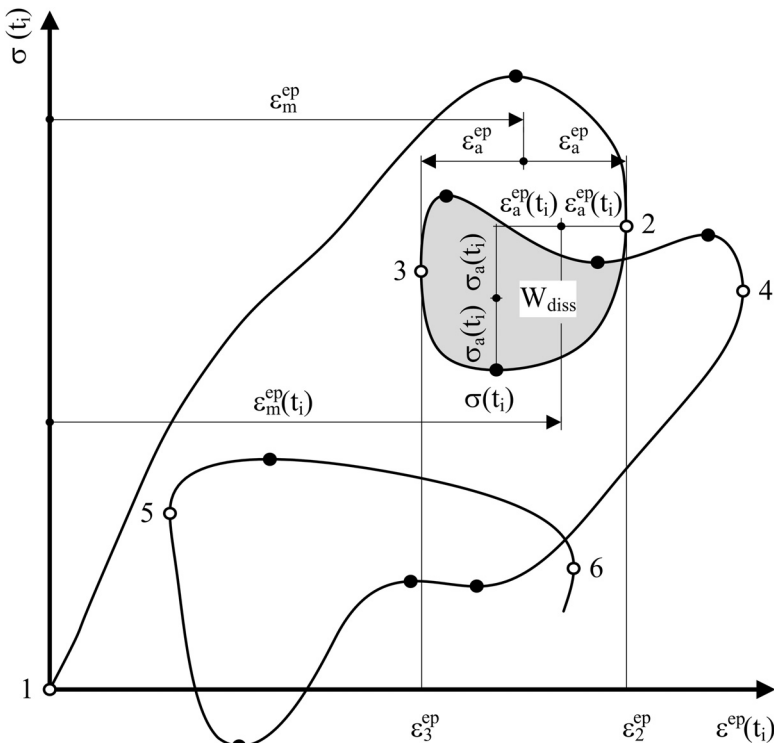 σ (tᵢ)
εₘᵉᵖ
εₐᵉᵖ εₐᵉᵖ
εₐᵉᵖ(tᵢ) εₐᵉᵖ(tᵢ)
2
3
σₐ(tᵢ)
W_diss
4
σₐ(tᵢ)
σ(tᵢ)
εₘᵉᵖ(tᵢ)
5
6
1
ε₃ᵉᵖ ε₂ᵉᵖ εᵉᵖ(tᵢ)